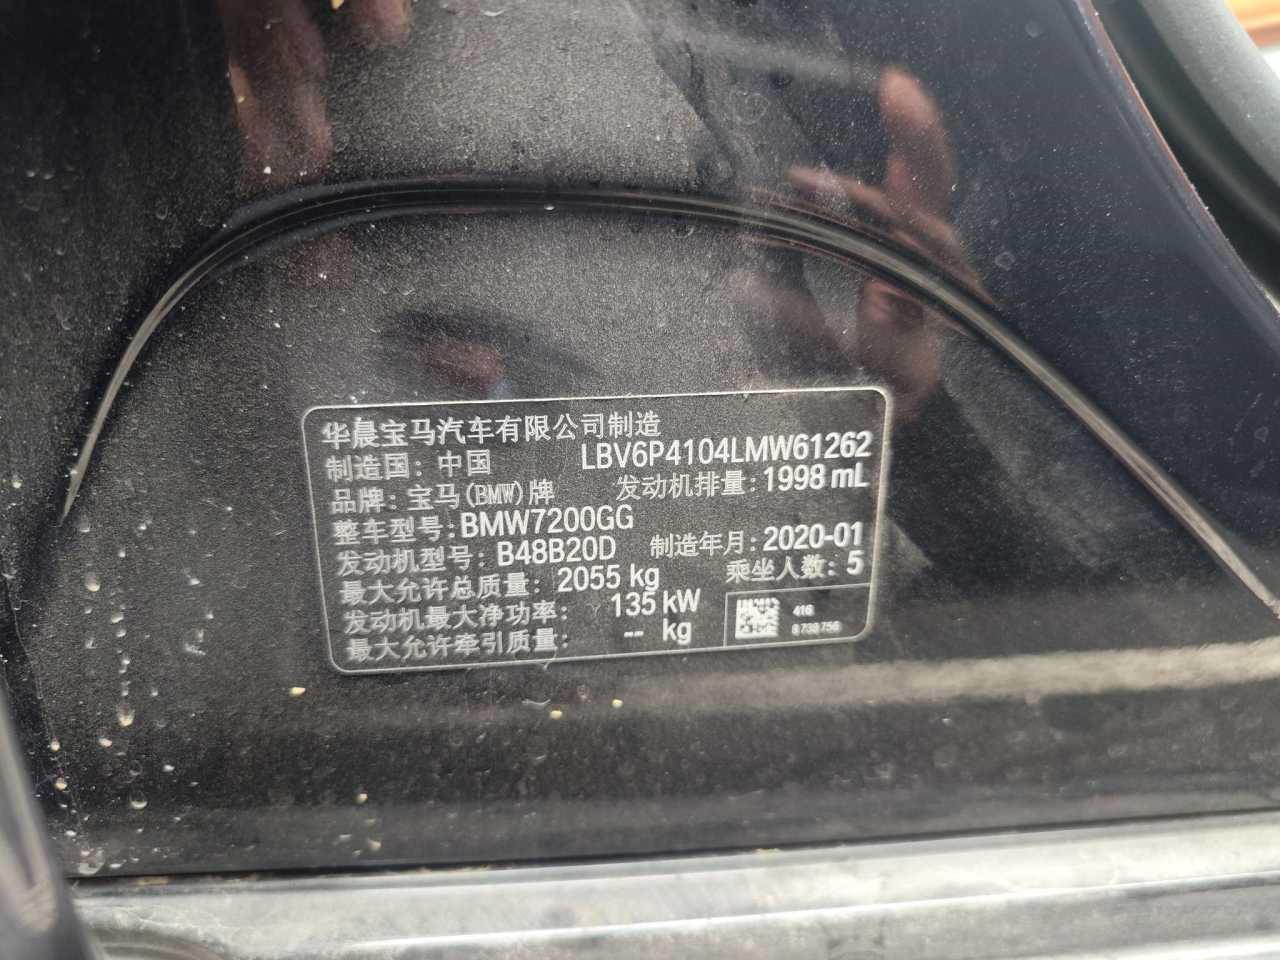 华晨宝马汽车有限公司制造
制造国：中国 LBV6P4104LMW61262
品牌：宝马(BMW)牌 发动机排量：1998 mL
整车型号：BMW7200GG
发动机型号：B48B20D 制造年月：2020-01
最大允许总质量：2055 kg 乘坐人数：5
发动机最大净功率：135 kW
最大允许牵引质量：-- kg
416
8738756